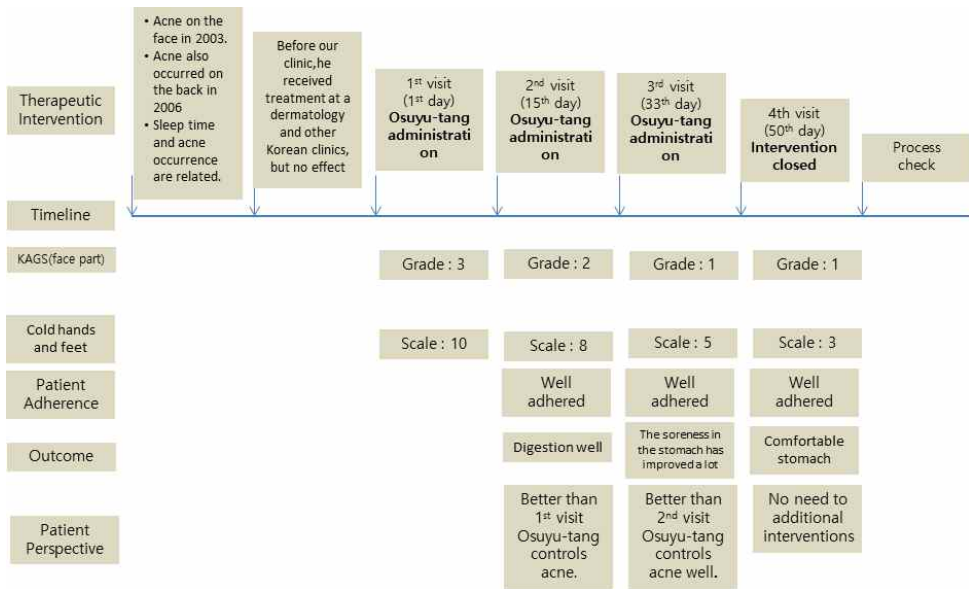 Therapeutic
Intervention
• Acne on the
face in 2003.
• Acne also
occurred on
the back in
2006
• Sleep time
and acne
occurrence
are related.
Before our
clinic,he
received
treatment at a
dermatology
and other
Korean clinics,
but no effect
1st visit
(1st day)
Osuyu-tang
administrati
on
2nd visit
(15th day)
Osuyu-tang
administrati
on
3rd visit
(33th day)
Osuyu-tang
administrati
on
4th visit
(50th day)
Intervention
closed
Process
check
Timeline
KAGS(face part)
Grade : 3
Grade : 2
Grade : 1
Grade : 1
Cold hands
and feet
Scale : 10
Scale : 8
Scale : 5
Scale : 3
Patient
Adherence
Well
adhered
Well
adhered
Well
adhered
Outcome
Digestion well
The soreness in
the stomach has
improved a lot
Comfortable
stomach
Patient
Perspective
Better than
1st visit
Osuyu-tang
controls
acne.
Better than
2nd visit
Osuyu-tang
controls
acne well.
No need to
additional
interventions